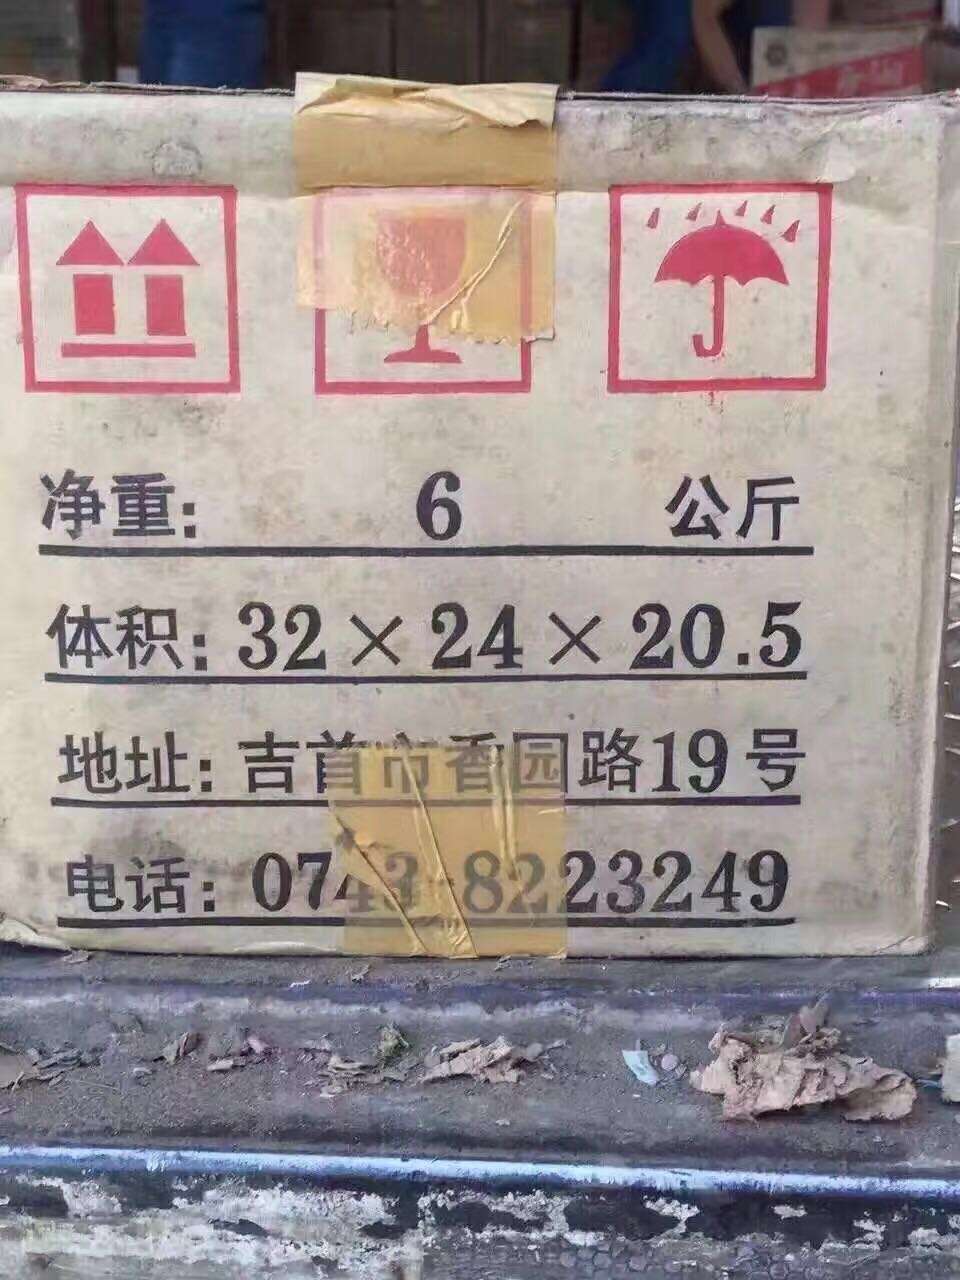 净重: 6 公斤
体积: 32×24×20.5
地址: 吉首市香园路19号
电话: 0743-8223249